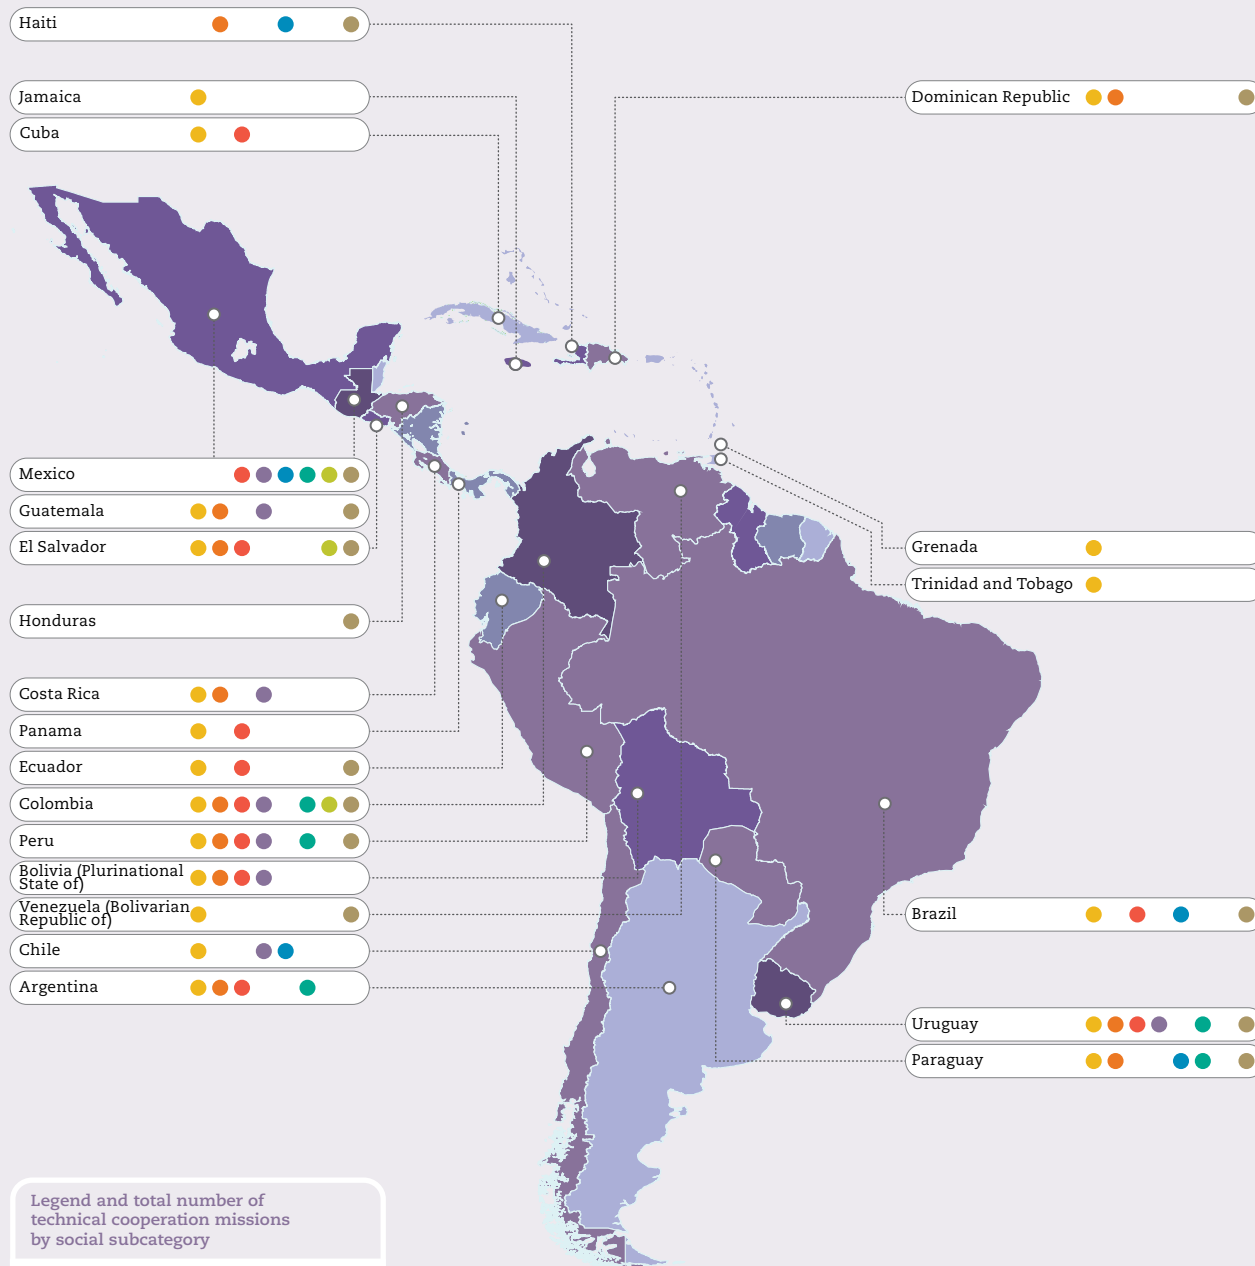 Haiti
Jamaica
Dominican Republic
Cuba
Mexico
Guatemala
El Salvador
Grenada
Trinidad and Tobago
Honduras
Costa Rica
Panama
Ecuador
Colombia
Peru
Bolivia (Plurinational
State of)
Venezuela (Bolivarian
Republic of)
Brazil
Chile
Argentina
Uruguay
Paraguay
Legend and total number of
technical cooperation missions
by social subcategory